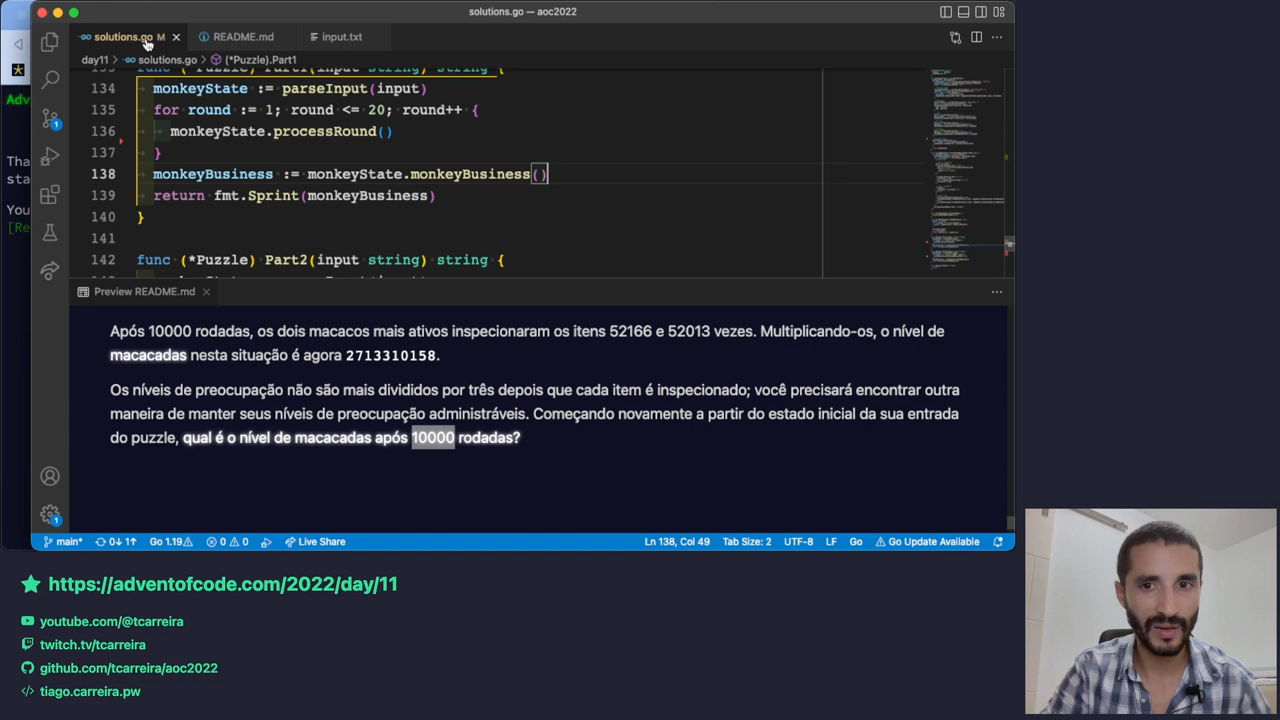 solutions.go — aoc2022
solutions.go M
README.md
input.txt
day11 > solutions.go > (*Puzzle).Part1
134 monkeyState := parseInput(input)
135 for round := 1; round <= 20; round++ {
136 monkeyState.processRound()
137 }
138 monkeyBusiness := monkeyState.monkeyBusiness()
139 return fmt.Sprint(monkeyBusiness)
140 }
141
142 func (*Puzzle) Part2(input string) string {
Preview README.md
Após 10000 rodadas, os dois macacos mais ativos inspecionaram os itens 52166 e 52013 vezes. Multiplicando-os, o nível de
macacadas nesta situação é agora 2713310158.
Os níveis de preocupação não são mais divididos por três depois que cada item é inspecionado; você precisará encontrar outra
maneira de manter seus níveis de preocupação administráveis. Começando novamente a partir do estado inicial da sua entrada
do puzzle, qual é o nível de macacadas após 10000 rodadas?
main* 0↓ 1↑ Go 1.19 0 0 Live Share Ln 138, Col 49 Tab Size: 2 UTF-8 LF Go Go Update Available
https://adventofcode.com/2022/day/11
youtube.com/@tcarreira
twitch.tv/tcarreira
github.com/tcarreira/aoc2022
tiago.carreira.pw